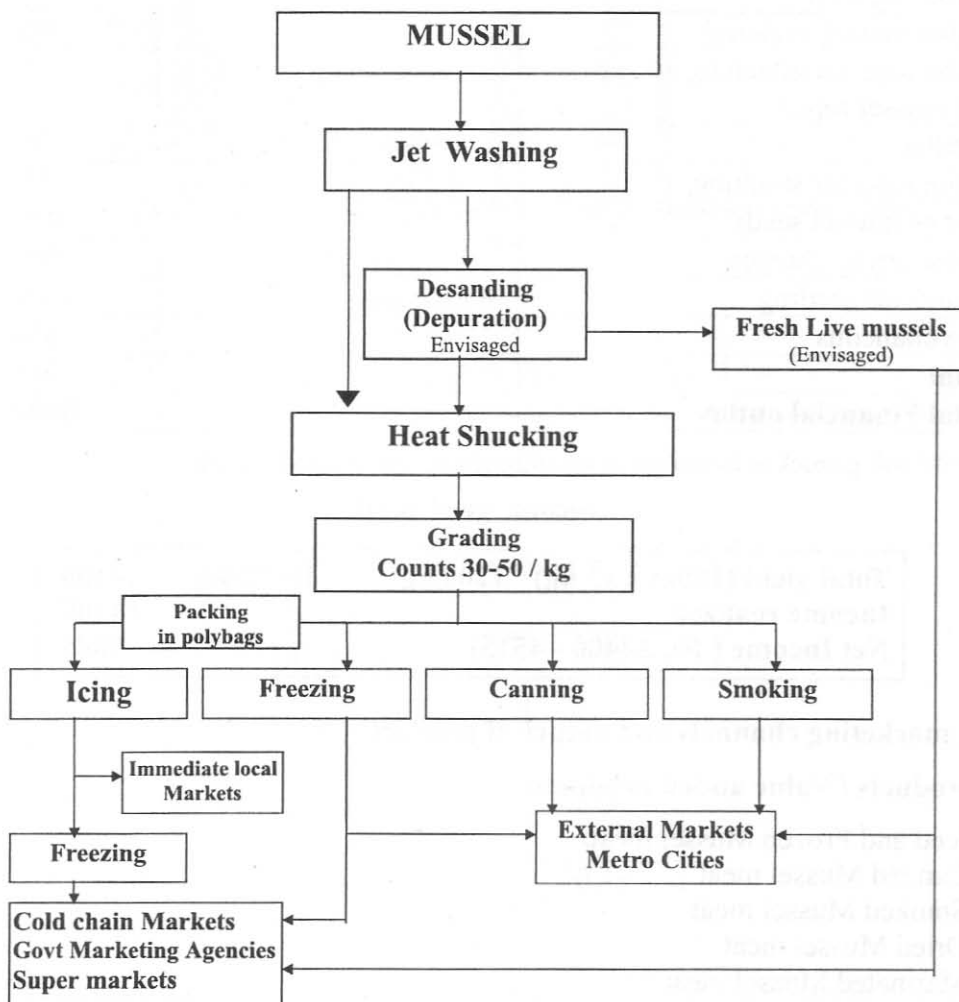 MUSSEL
Jet Washing
Desanding
(Depuration)
Envisaged
Fresh Live mussels
(Envisaged)
Heat Shucking
Grading
Counts 30-50 / kg
Packing
in polybags
Icing
Freezing
Canning
Smoking
Immediate local
Markets
External Markets
Metro Cities
Freezing
Cold chain Markets
Govt Marketing Agencies
Super markets